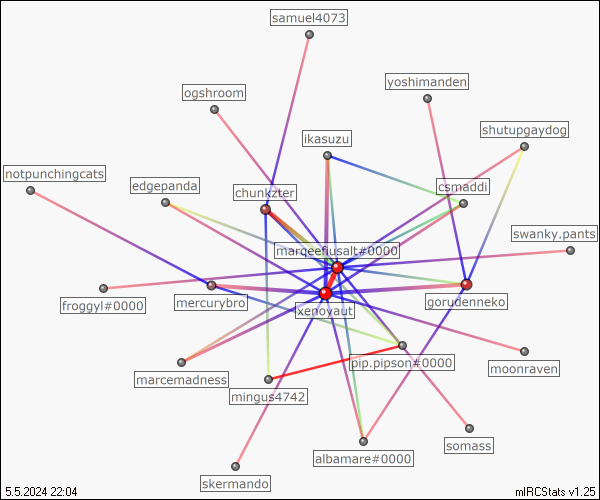 samuel4073
yoshimanden
ogshroom
shutupgaydog
ikasuzu
notpunchingcats
edgepanda
chunkzter
csmaddi
swanky.pants
marceefiusalt#0000
froggyl#0000
mercurybro
gorudenneko
xenoyaut
pip.pipson#0000
moonraven
marcemadness
mingus4742
somass
albamare#0000
skermando
5.5.2024 22:04
mIRCStats v1.25